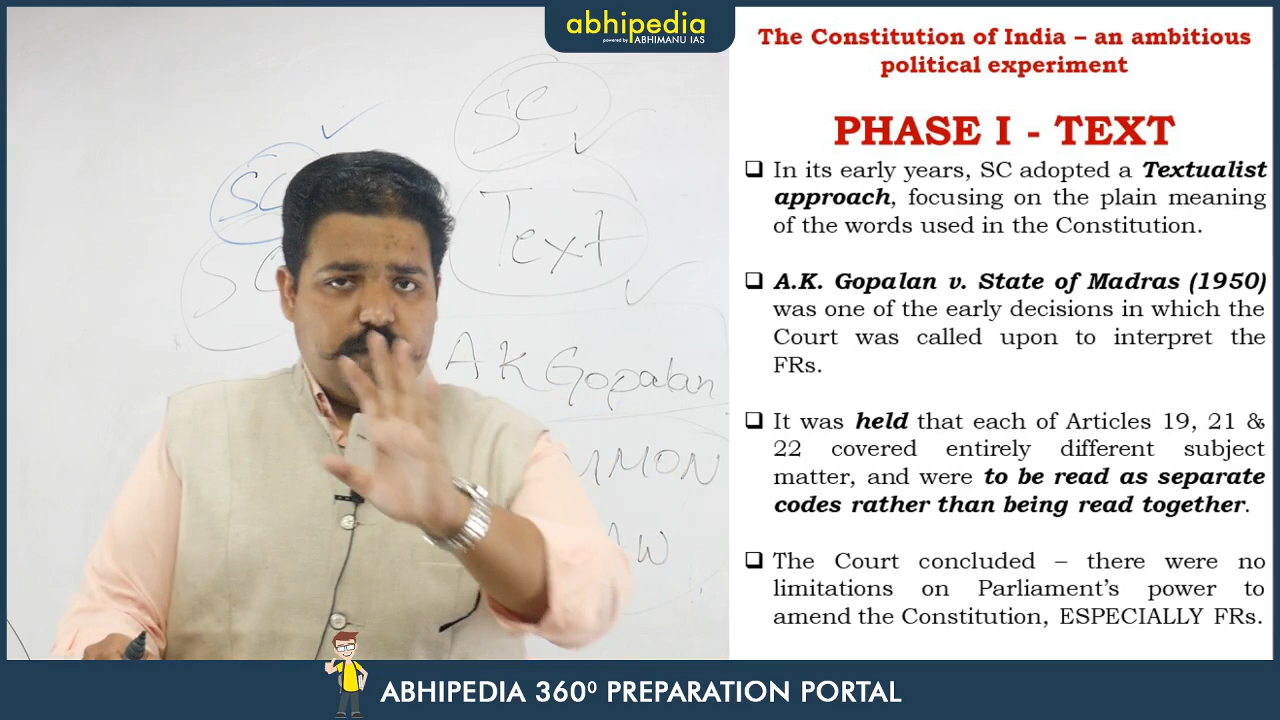 abhipedia
powered by ABHIMANU IAS
The Constitution of India – an ambitious
political experiment
PHASE I - TEXT
❑ In its early years, SC adopted a Textualist
approach, focusing on the plain meaning
of the words used in the Constitution.
❑ A.K. Gopalan v. State of Madras (1950)
was one of the early decisions in which the
Court was called upon to interpret the
FRs.
❑ It was held that each of Articles 19, 21 &
22 covered entirely different subject
matter, and were to be read as separate
codes rather than being read together.
❑ The Court concluded – there were no
limitations on Parliament's power to
amend the Constitution, ESPECIALLY FRs.
SC
SC
Text
SC
A K Gopalan
MMON
AW
ABHIPEDIA 360⁰ PREPARATION PORTAL